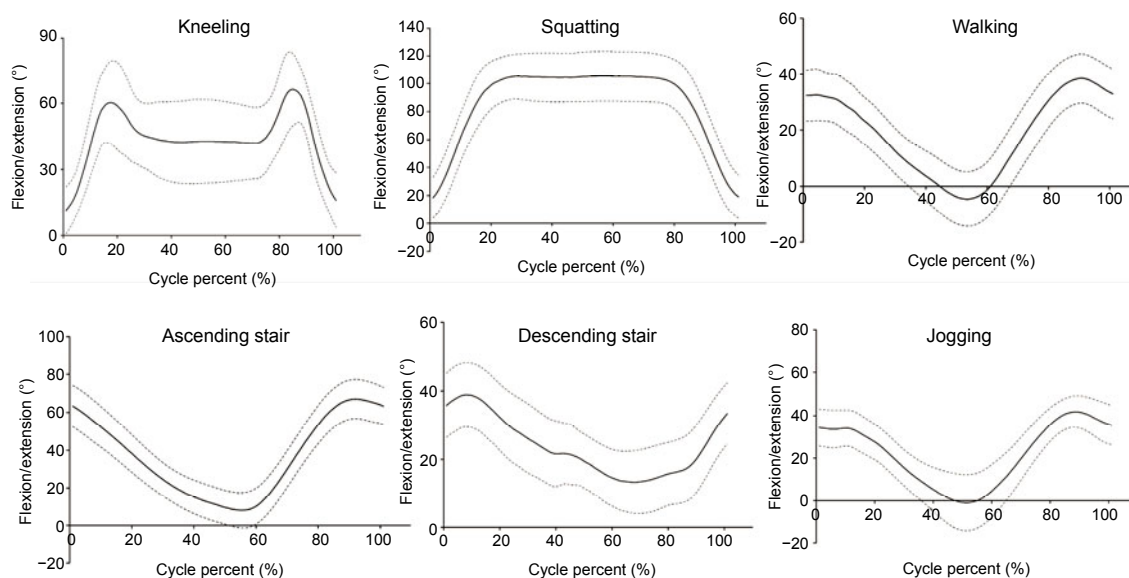 Kneeling
Flexion/extension (°)
90
60
30
0
0 20 40 60 80 100
Cycle percent (%)
Squatting
Flexion/extension (°)
140
120
100
80
60
40
20
0
−20
0 20 40 60 80 100
Cycle percent (%)
Walking
Flexion/extension (°)
60
40
20
0
−20
0 20 40 60 80 100
Cycle percent (%)
Ascending stair
Flexion/extension (°)
100
80
60
40
20
0
−20
0 20 40 60 80 100
Cycle percent (%)
Descending stair
Flexion/extension (°)
60
40
20
0
0 20 40 60 80 100
Cycle percent (%)
Jogging
Flexion/extension (°)
80
60
40
20
0
−20
0 20 40 60 80 100
Cycle percent (%)